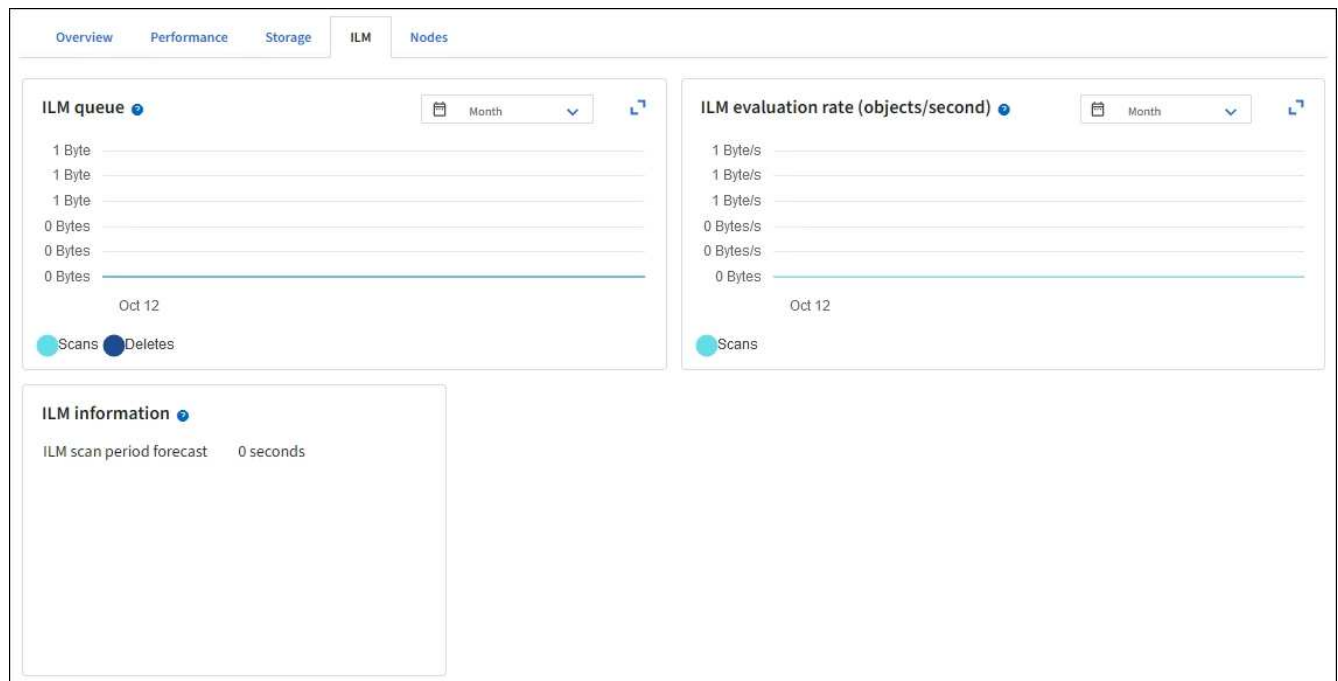 Overview Performance Storage ILM Nodes
ILM queue ?
Month
1 Byte
1 Byte
1 Byte
0 Bytes
0 Bytes
0 Bytes
Oct 12
Scans Deletes
ILM evaluation rate (objects/second) ?
Month
1 Byte/s
1 Byte/s
1 Byte/s
0 Bytes/s
0 Bytes/s
0 Bytes
Oct 12
Scans
ILM information ?
ILM scan period forecast 0 seconds